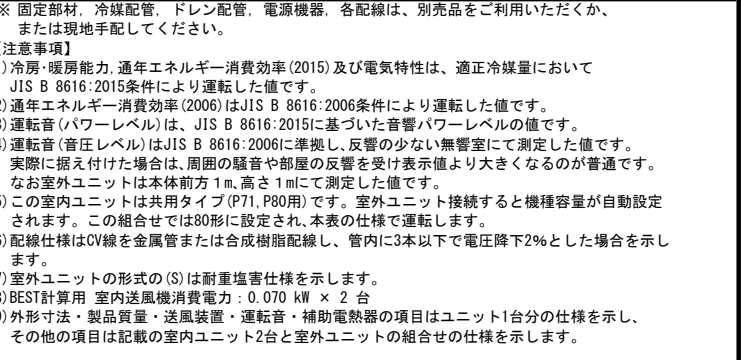 ※ 固定部材, 冷媒配管, ドレン配管, 電源機器, 各配線は、別売品をご利用いただくか、
または現地手配してください。
注意事項】
)冷房･暖房能力,通年エネルギー消費効率(2015)及び電気特性は、適正冷媒量において
JIS B 8616:2015条件により運転した値です。
)通年エネルギー消費効率(2006)はJIS B 8616:2006条件により運転した値です。
)運転音(パワーレベル)は、JIS B 8616:2015に基づいた音響パワーレベルの値です。
)運転音(音圧レベル)はJIS B 8616:2006に準拠し､反響の少ない無響室にて測定した値です。
実際に据え付けた場合は､周囲の騒音や部屋の反響を受け表示値より大きくなるのが普通です。
なお室外ユニットは本体前方１m､高さ１mにて測定した値です。
)この室内ユニットは共用タイプ(P71,P80用)です。室外ユニット接続すると機種容量が自動設定
されます。この組合せでは80形に設定され､本表の仕様で運転します。
)配線仕様はCV線を金属管または合成樹脂配線し、管内に3本以下で電圧降下2%とした場合を示し
ます。
)室外ユニットの形式の(S)は耐重塩害仕様を示します。
)BEST計算用 室内送風機消費電力：0.070 kW × 2 台
)外形寸法・製品質量・送風装置・運転音・補助電熱器の項目はユニット1台分の仕様を示し、
その他の項目は記載の室内ユニット2台と室外ユニットの組合せの仕様を示します。